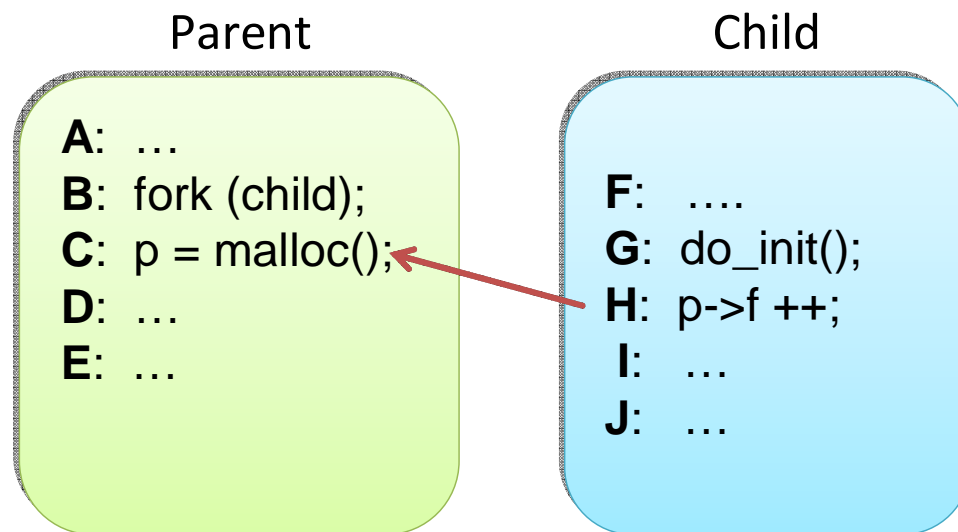 Parent
A: …
B: fork (child);
C: p = malloc();
D: …
E: …
Child
F: ….
G: do_init();
H: p->f ++;
I: …
J: …